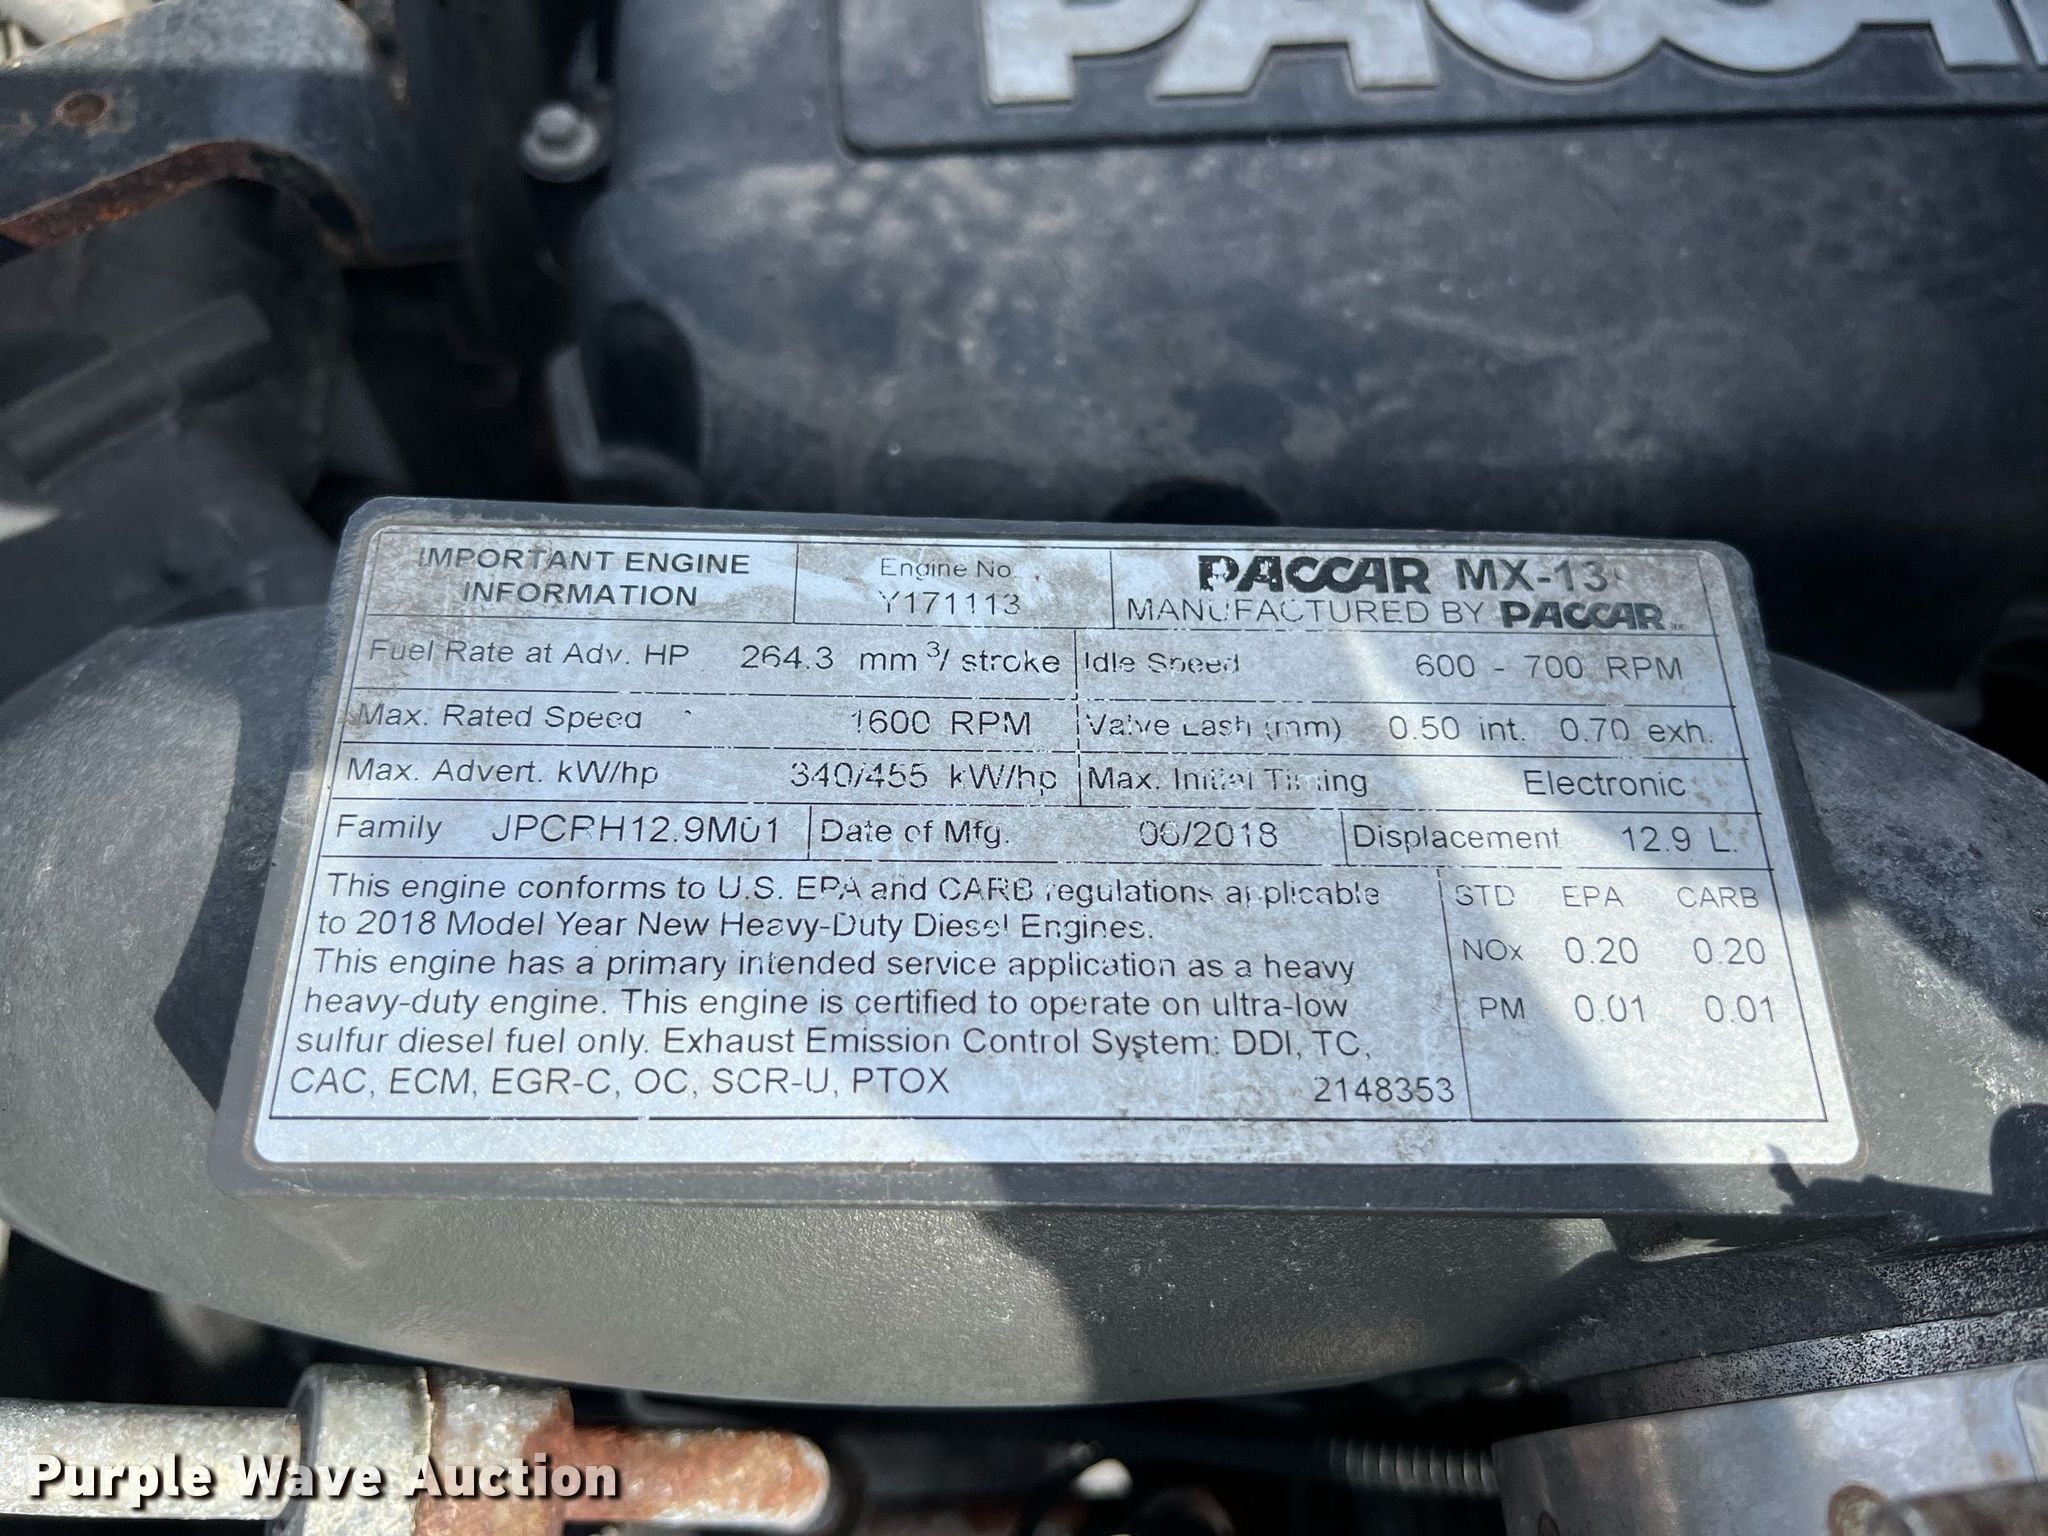 PACCAR
IMPORTANT ENGINE
INFORMATION
Engine No.
Y171113
PACCAR MX-13
MANUFACTURED BY PACCAR
Fuel Rate at Adv. HP 264.3 mm3/ stroke
Idle Speed 600 - 700 RPM
Max. Rated Speed 1600 RPM
Valve Lash (mm) 0.50 int. 0.70 exh.
Max. Advert. kW/hp 340/455 kW/hp
Max. Initial Timing Electronic
Family JPCRH12.9M01
Date of Mfg. 06/2018
Displacement 12.9 L.
This engine conforms to U.S. EPA and CARB regulations applicable
to 2018 Model Year New Heavy-Duty Diesel Engines.
This engine has a primary intended service application as a heavy
heavy-duty engine. This engine is certified to operate on ultra-low
sulfur diesel fuel only. Exhaust Emission Control System: DDI, TC,
CAC, ECM, EGR-C, OC, SCR-U, PTOX
2148353
STD EPA CARB
NOx 0.20 0.20
PM 0.01 0.01
Purple Wave Auction